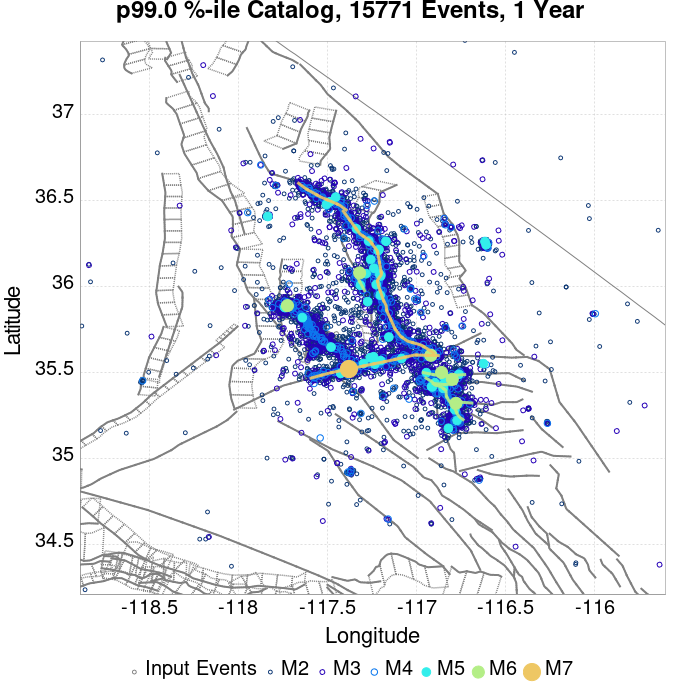 p99.0 %-ile Catalog, 15771 Events, 1 Year
37
36.5
36
35.5
35
34.5
Latitude
-118.5 -118 -117.5 -117 -116.5 -116
Longitude
Input Events M2 M3 M4 M5 M6 M7